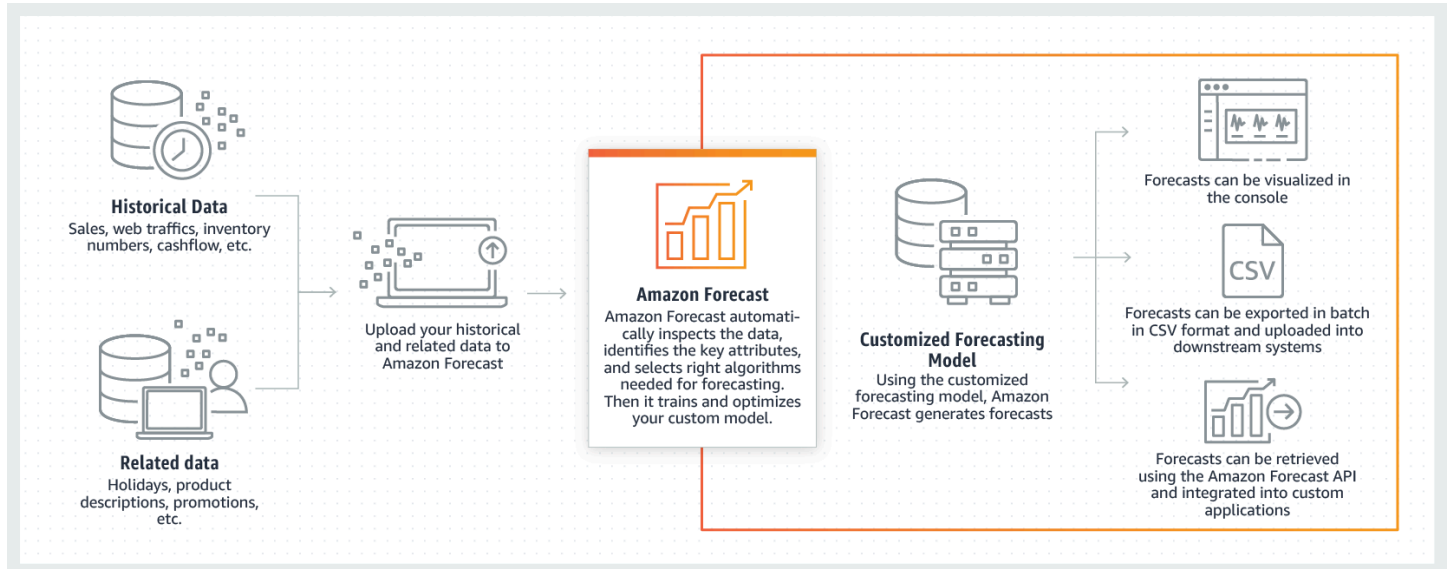 Historical Data
Sales, web traffics, inventory
numbers, cashflow, etc.
Related data
Holidays, product
descriptions, promotions,
etc.
Upload your historical
and related data to
Amazon Forecast
Amazon Forecast
Amazon Forecast automati-
cally inspects the data,
identifies the key attributes,
and selects right algorithms
needed for forecasting.
Then it trains and optimizes
your custom model.
Customized Forecasting
Model
Using the customized
forecasting model, Amazon
Forecast generates forecasts
Forecasts can be visualized in
the console
CSV
Forecasts can be exported in batch
in CSV format and uploaded into
downstream systems
Forecasts can be retrieved
using the Amazon Forecast API
and integrated into custom
applications